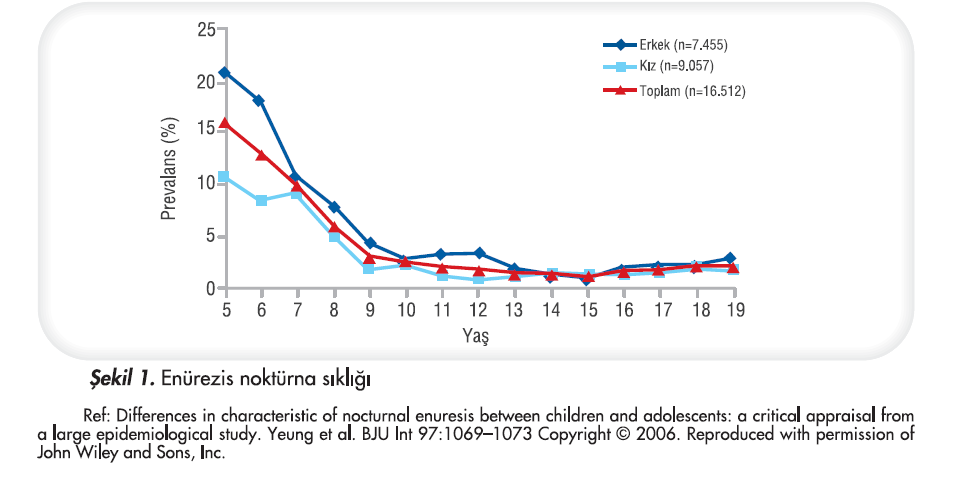 25
20
15
10
5
0
Prevalans (%)
Erkek (n=7.455)
Kız (n=9.057)
Toplam (n=16.512)
5 6 7 8 9 10 11 12 13 14 15 16 17 18 19
Yaş
Şekil 1. Enürezis noktürna sıklığı
Ref: Differences in characteristic of nocturnal enuresis between children and adolescents: a critical appraisal from
a large epidemiological study. Yeung et al. BJU Int 97:1069–1073 Copyright © 2006. Reproduced with permission of
John Wiley and Sons, Inc.